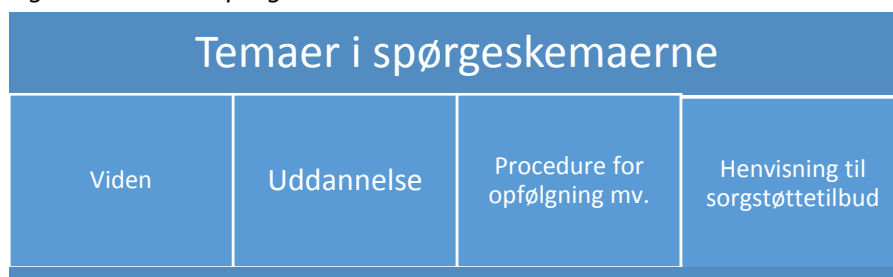 Temaer i spørgeskemaerne
Viden
Uddannelse
Procedure for
opfølgning mv.
Henvisning til
sorgstøttetilbud